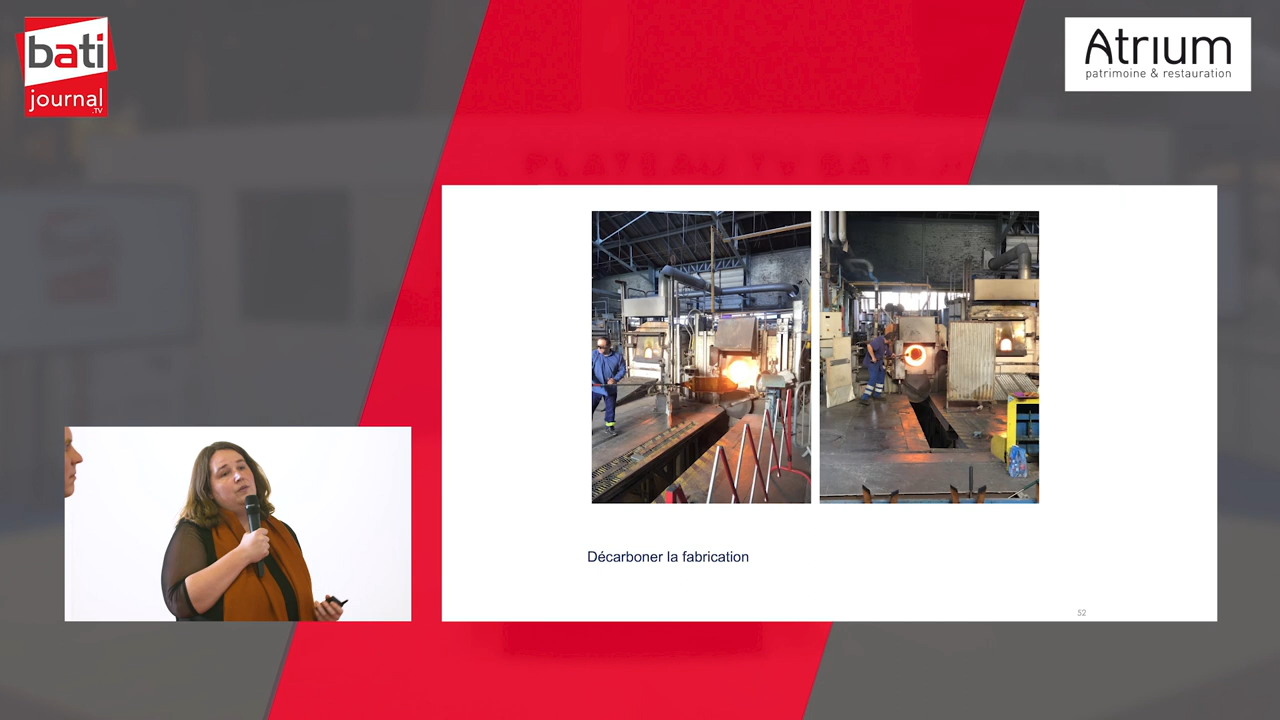 bati
journal
.TV
Atrium
patrimoine & restauration
Décarboner la fabrication
52